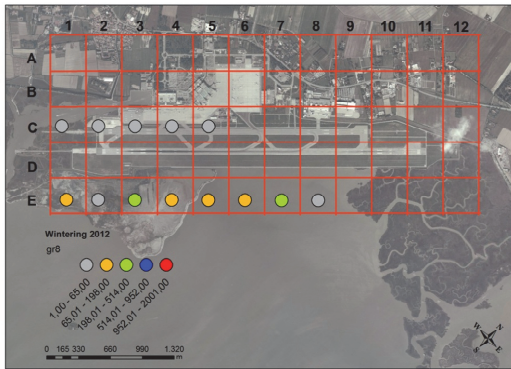 1 2 3 4 5 6 7 8 9 10 11 12
A
B
C
D
E
Wintering 2012
gr8
1,00 - 65,00
65,01 - 198,00
198,01 - 514,00
514,01 - 952,00
952,01 - 2001,00
0 165 330 660 990 1.320
m
N
W
E
S